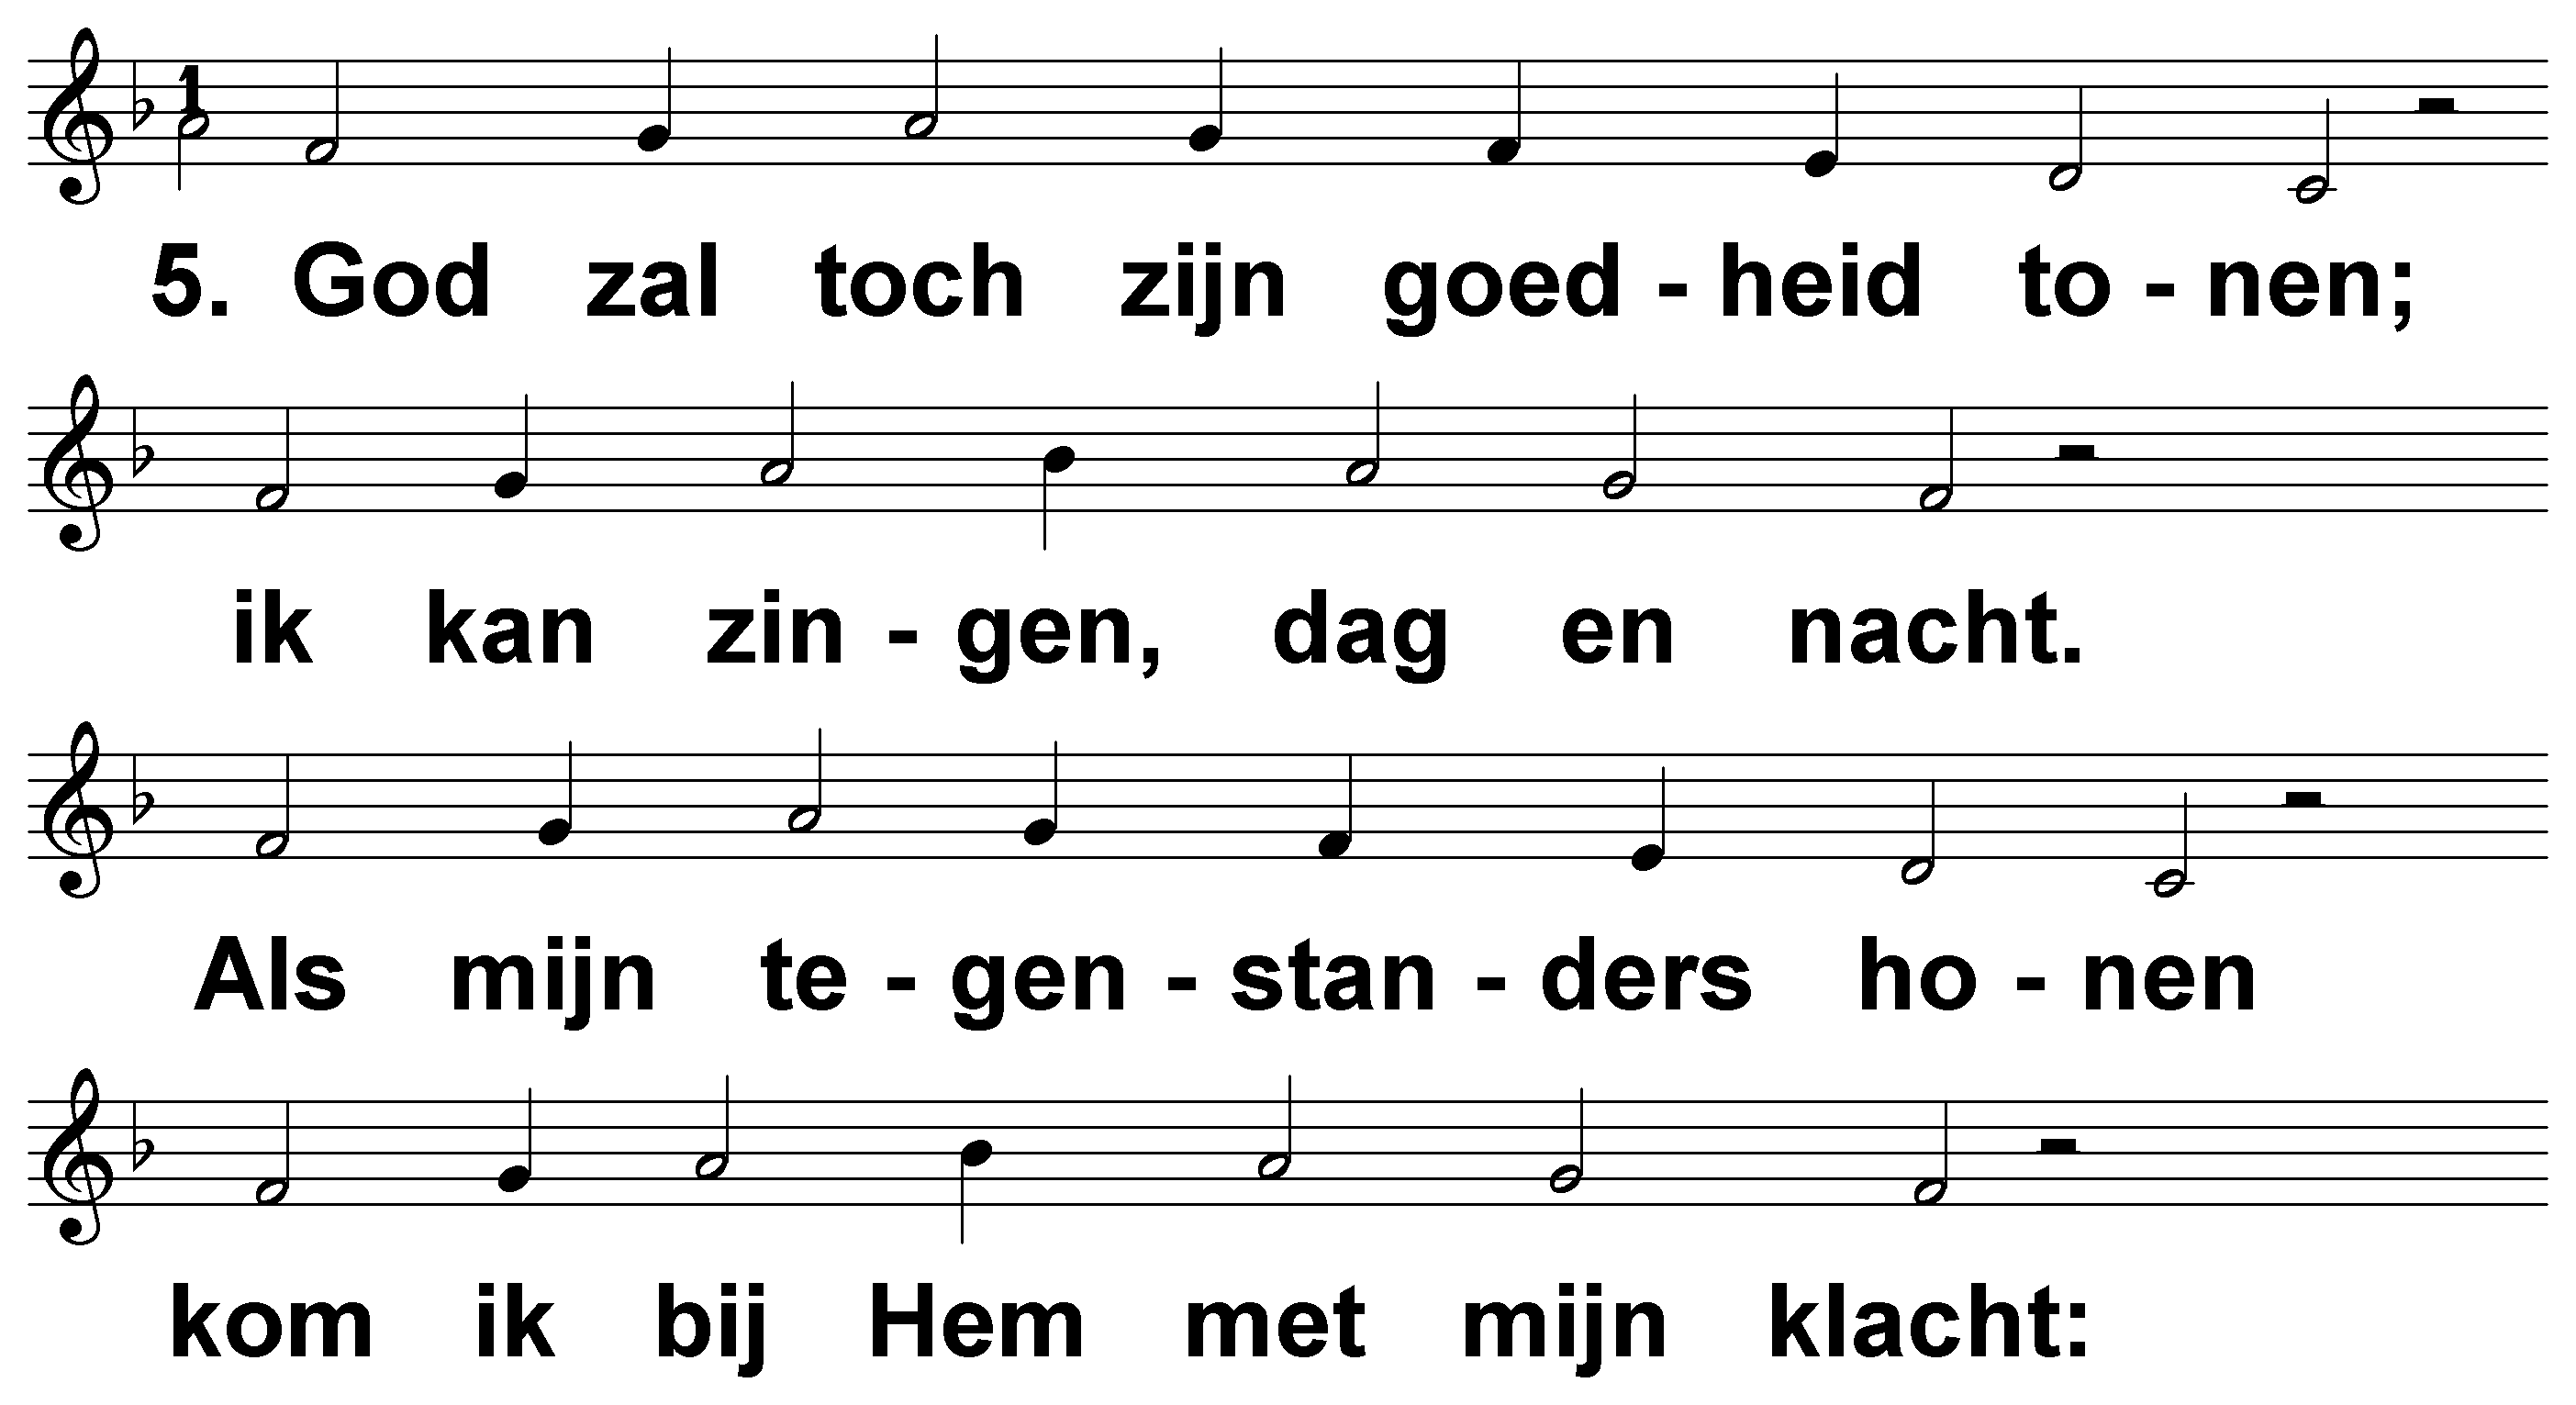 1
5. God zal toch zijn goed - heid to - nen;
ik kan zin - gen, dag en nacht.
Als mijn te - gen - stan - ders ho - nen
kom ik bij Hem met mijn klacht: